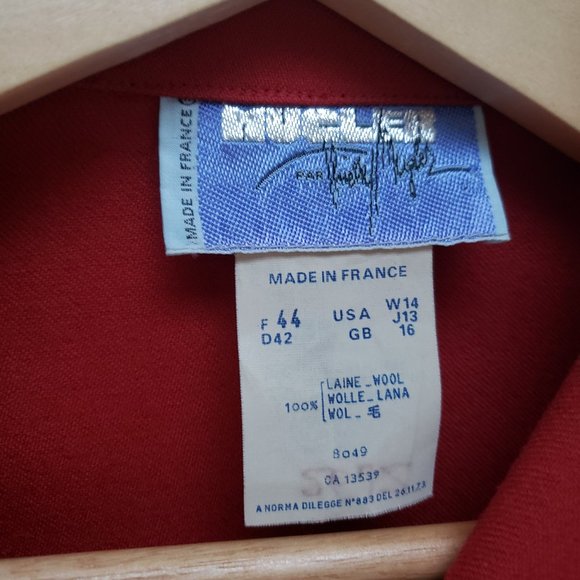 MUGLER
PAR Thierry Mugler
MADE IN FRANCE
MADE IN FRANCE
F 44 USA W14 J13
D42 GB 16
100% LAINE_WOOL
WOLLE_LANA
WOL_毛
8049
CA 13539
A NORMA DILEGGE N°883 DEL 26.11.73